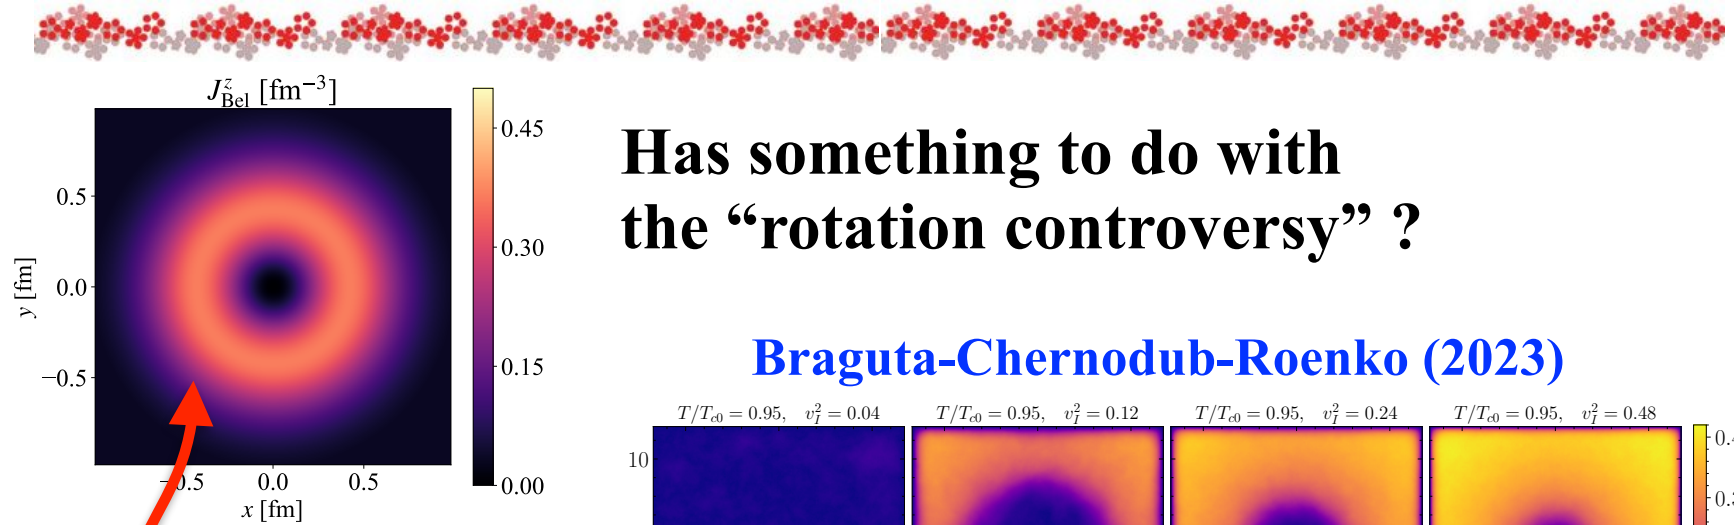 J^z_Bel [fm^−3]
0.45
0.30
0.15
0.00
0.5
0.0
−0.5
y [fm]
−0.5 0.0 0.5
x [fm]
Has something to do with
the “rotation controversy” ?
Braguta-Chernodub-Roenko (2023)
T/T_c0 = 0.95, v_I^2 = 0.04
T/T_c0 = 0.95, v_I^2 = 0.12
T/T_c0 = 0.95, v_I^2 = 0.24
T/T_c0 = 0.95, v_I^2 = 0.48
10